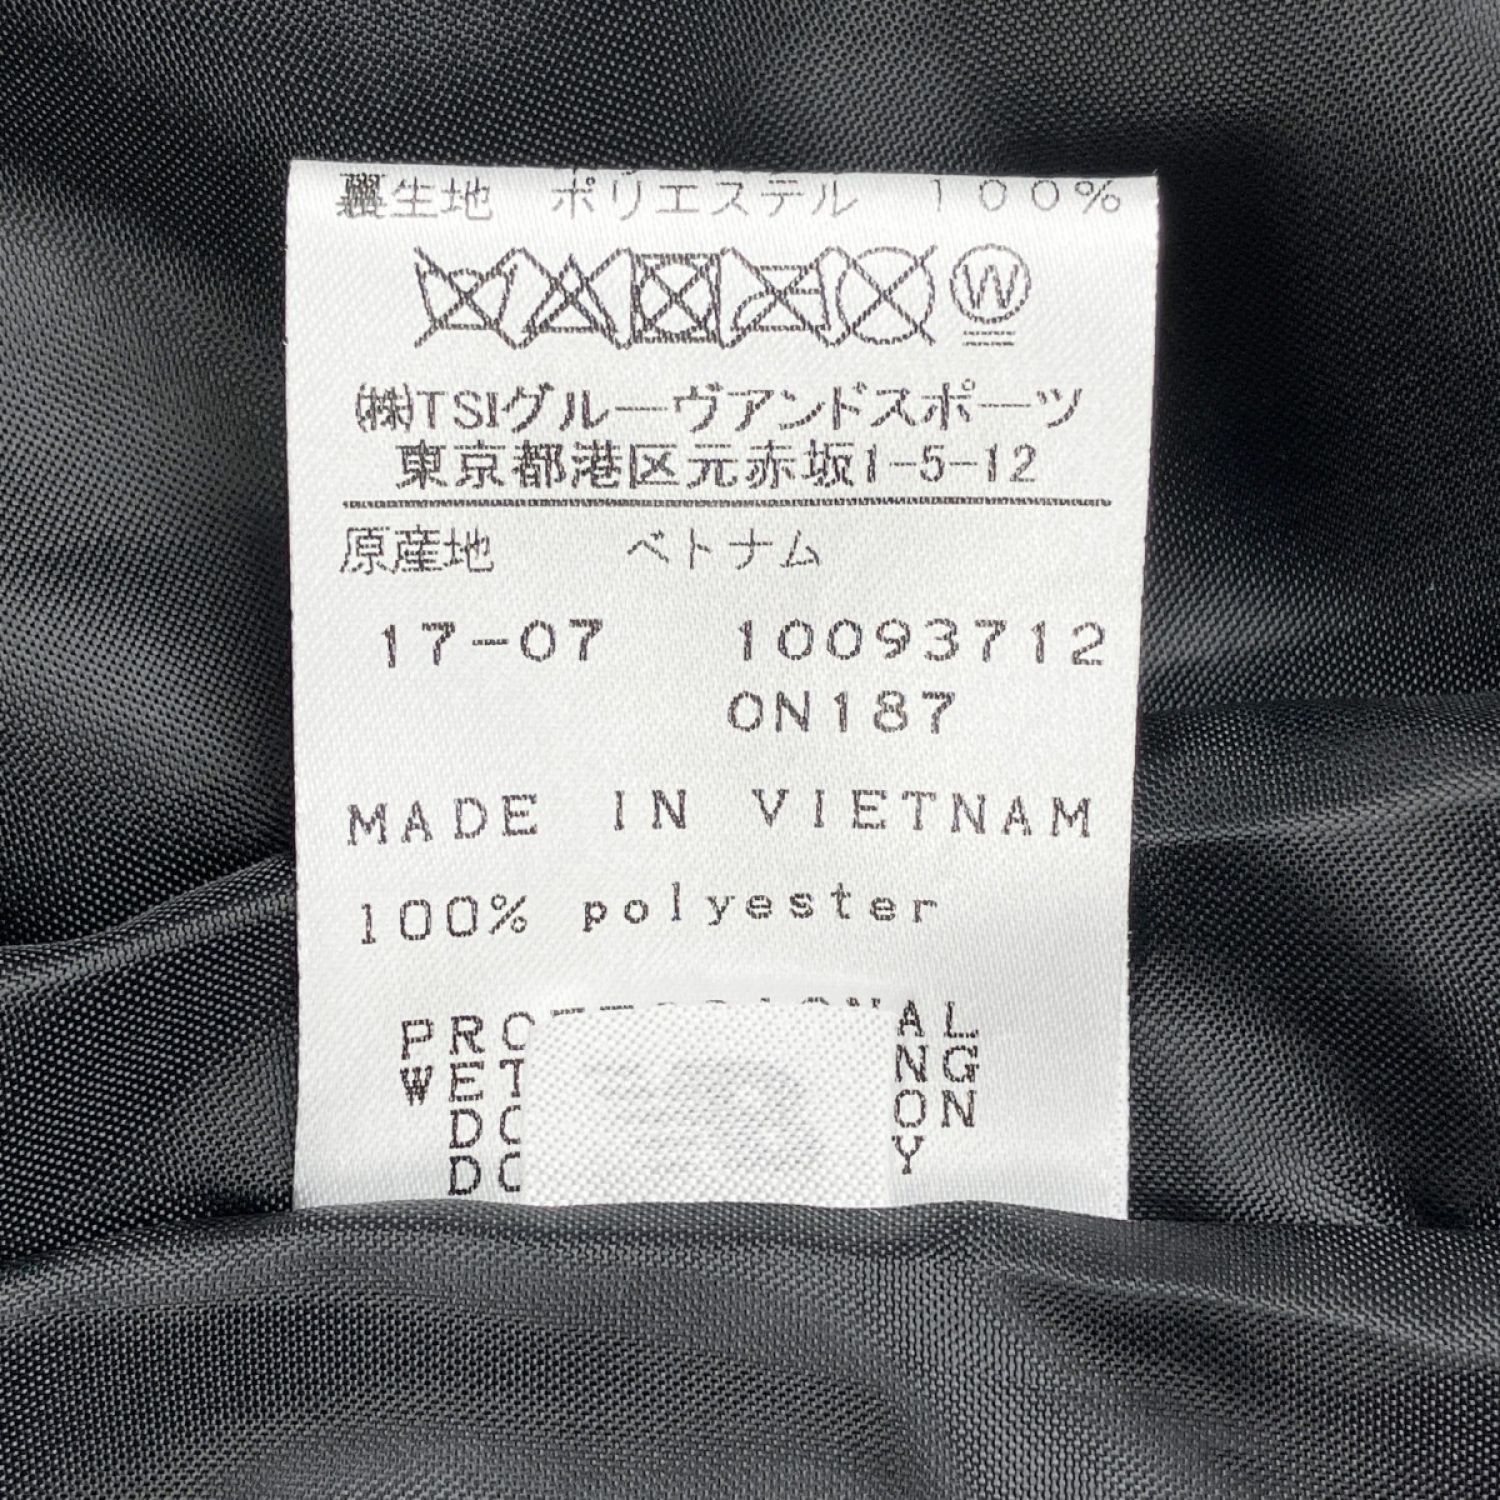 裏生地 ポリエステル 100%
W
(株)TSIグルーヴアンドスポーツ
東京都港区元赤坂1-5-12
原産地 ベトナム
17-07 10093712
0N187
MADE IN VIETNAM
100% polyester